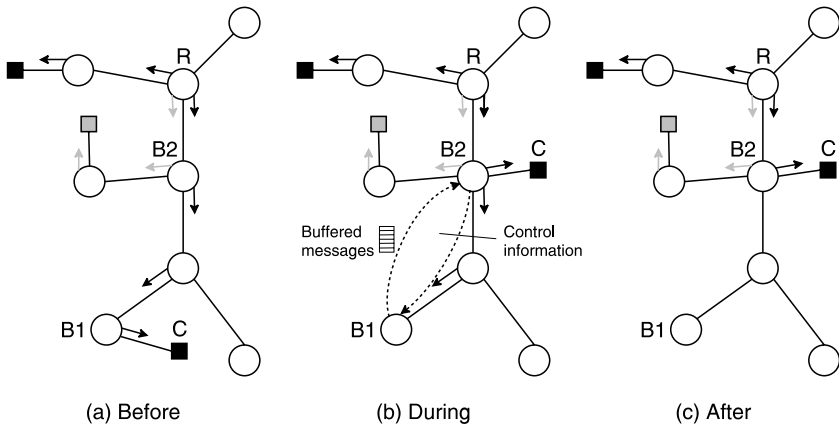 R
B2
B1
C
(a) Before
R
B2
C
Buffered
messages
Control
information
B1
(b) During
R
B2
C
B1
(c) After